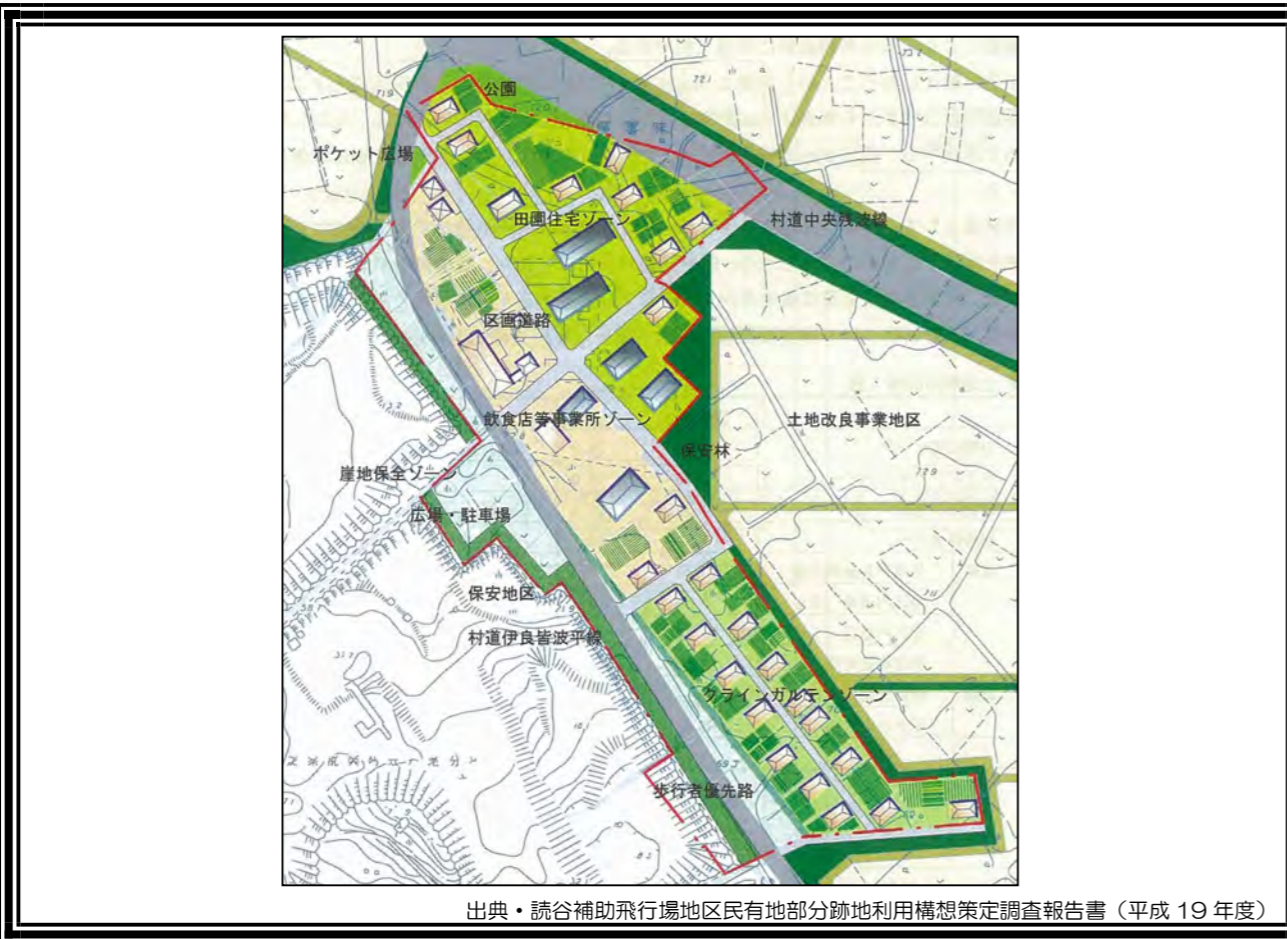 公園
ポケット広場
田園住宅ゾーン
村道中央残波線
区画道路
飲食店等事業所ゾーン
土地改良事業地区
保安林
崖地保全ゾーン
広場・駐車場
保安地区
村道伊良皆波平線
クラインガルテンゾーン
歩行者優先路
出典・読谷補助飛行場地区民有地部分跡地利用構想策定調査報告書（平成 19 年度）